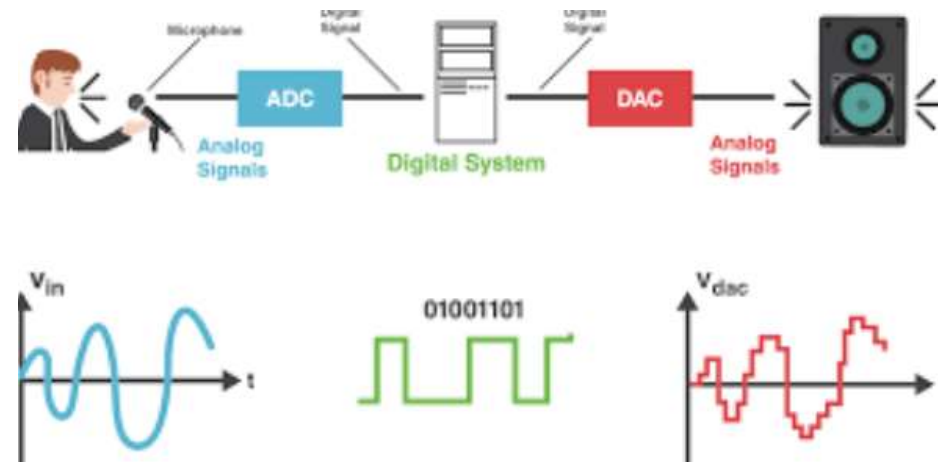 Digital
Signal
Digital
Signal
Microphone
ADC
DAC
Analog
Signals
Digital System
Analog
Signals
Vin
01001101
Vdac
t